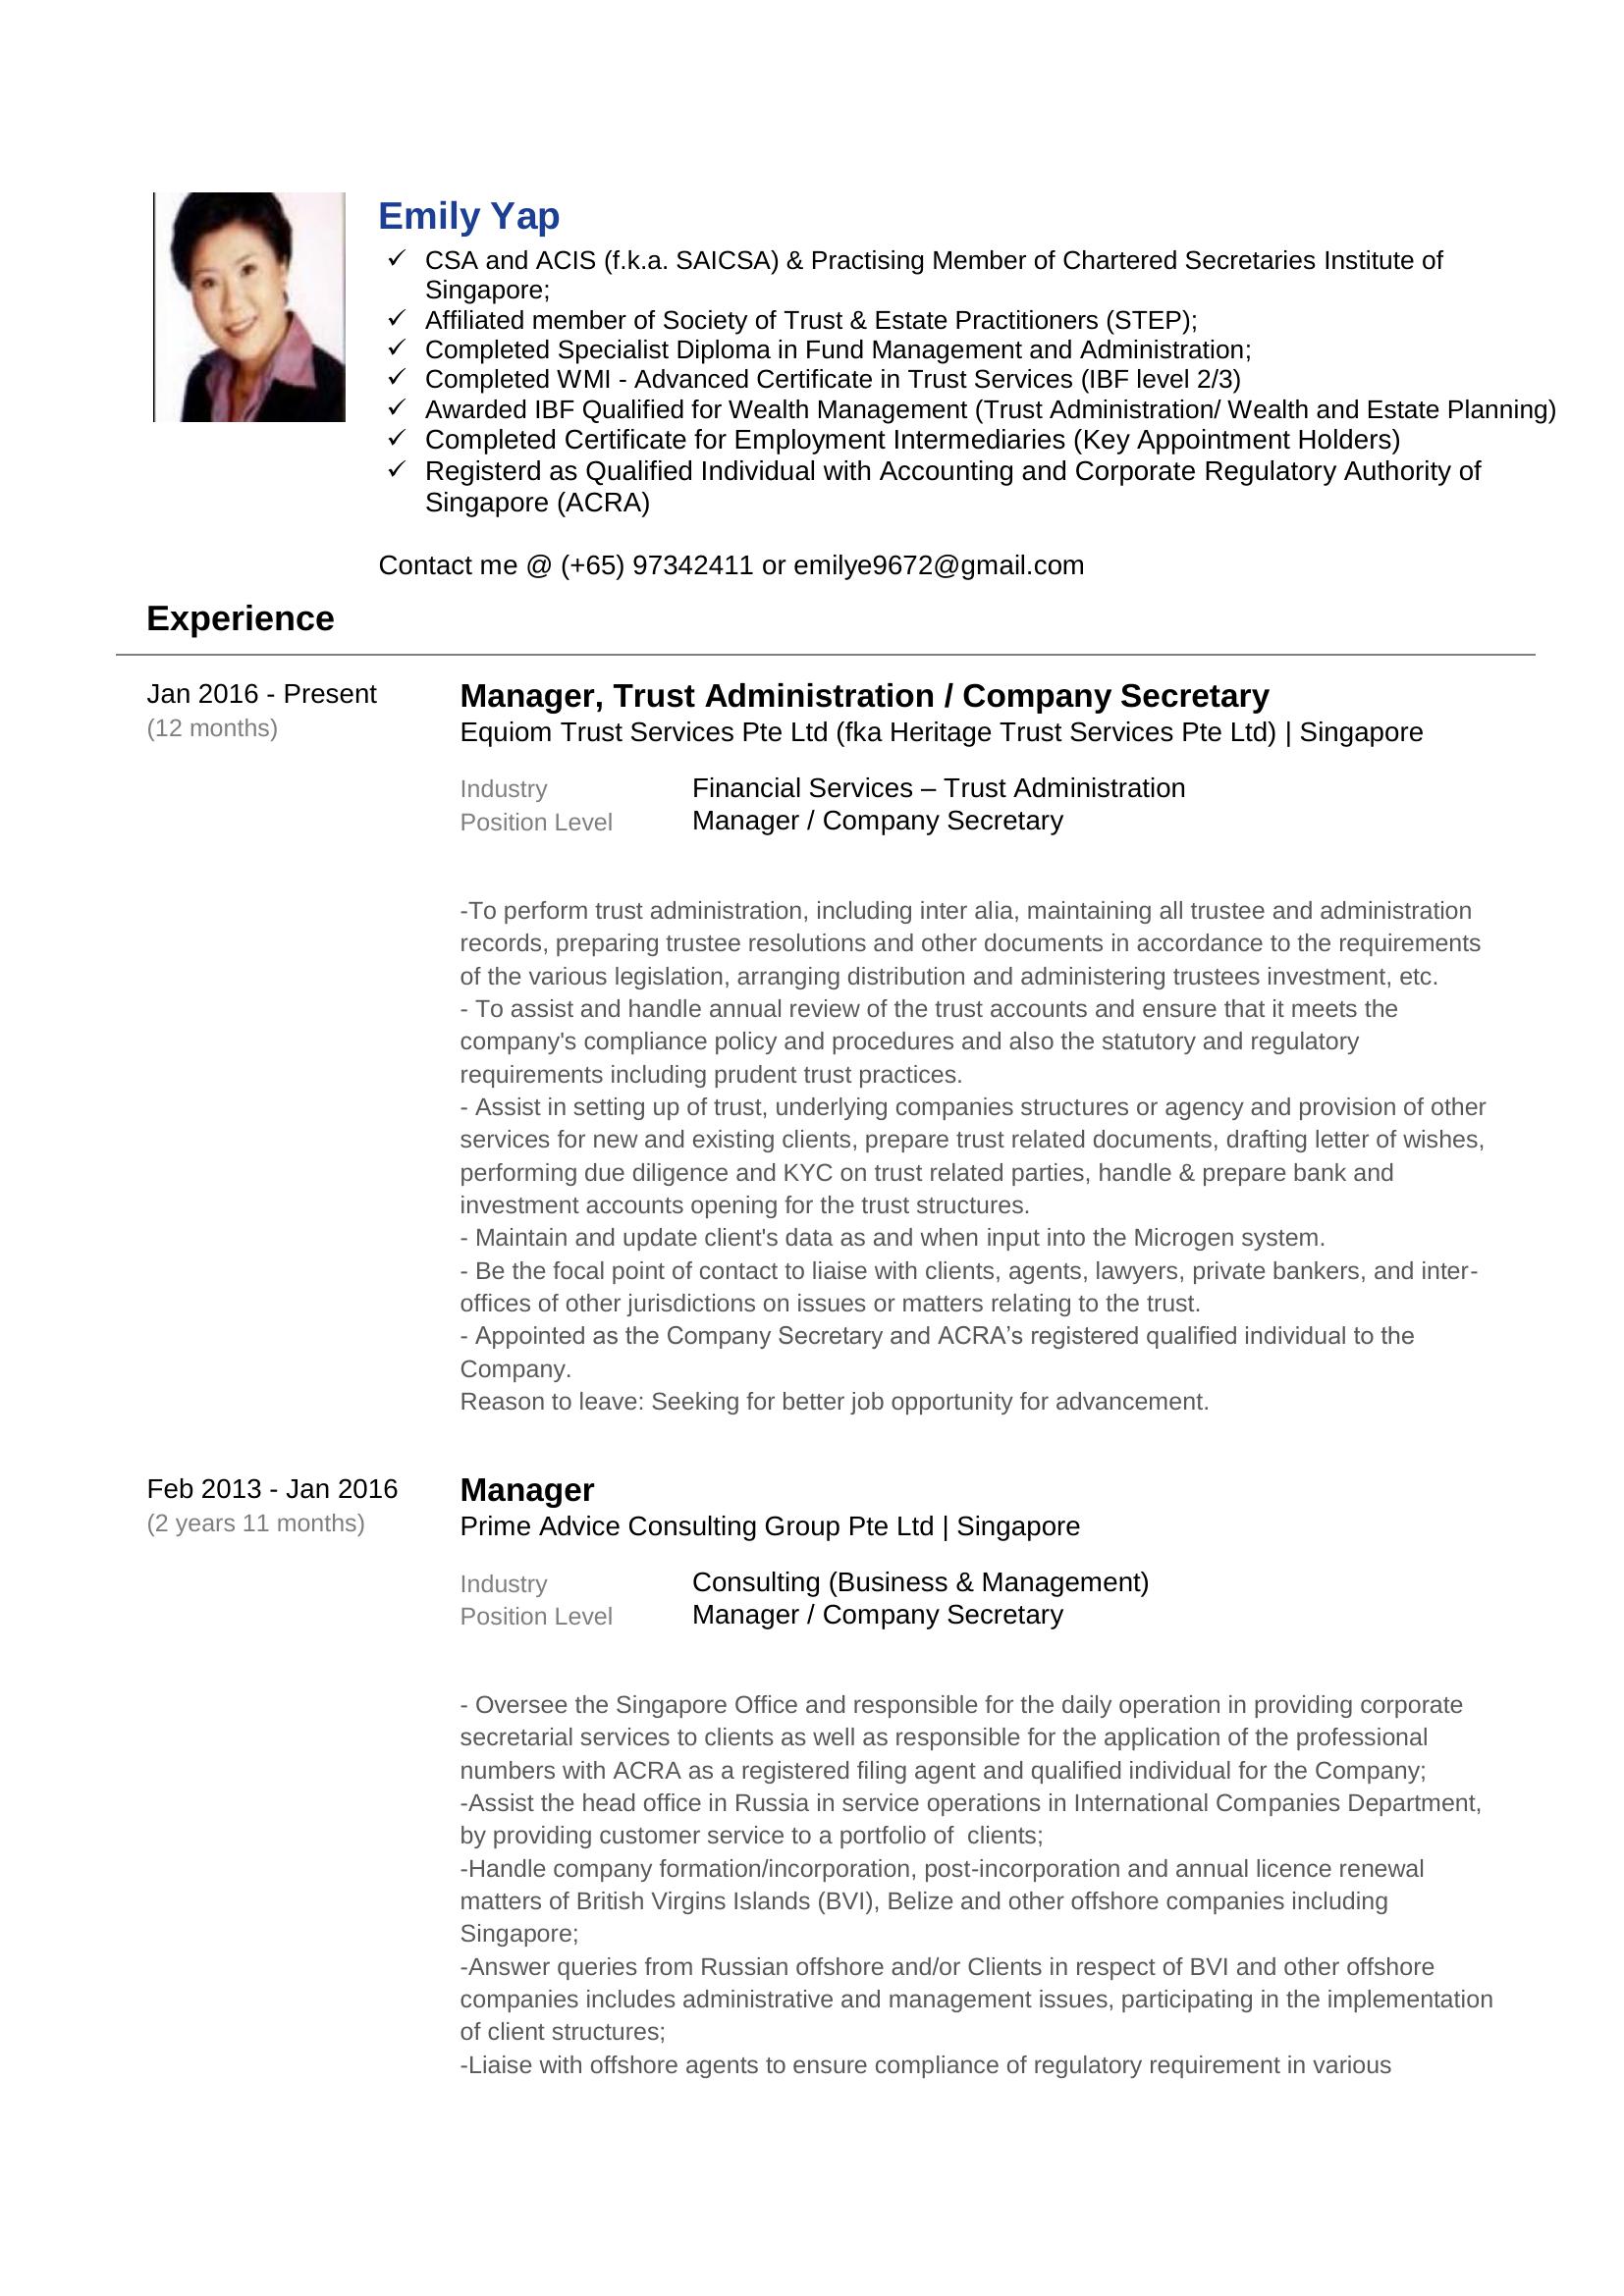 Emily Yap
✓ CSA and ACIS (f.k.a. SAICSA) & Practising Member of Chartered Secretaries Institute of
Singapore;
✓ Affiliated member of Society of Trust & Estate Practitioners (STEP);
✓ Completed Specialist Diploma in Fund Management and Administration;
✓ Completed WMI - Advanced Certificate in Trust Services (IBF level 2/3)
✓ Awarded IBF Qualified for Wealth Management (Trust Administration/ Wealth and Estate Planning)
✓ Completed Certificate for Employment Intermediaries (Key Appointment Holders)
✓ Registerd as Qualified Individual with Accounting and Corporate Regulatory Authority of
Singapore (ACRA)
Contact me @ (+65) 97342411 or emilye9672@gmail.com
Experience
Jan 2016 - Present
(12 months)
Manager, Trust Administration / Company Secretary
Equiom Trust Services Pte Ltd (fka Heritage Trust Services Pte Ltd) | Singapore
Industry Financial Services – Trust Administration
Position Level Manager / Company Secretary
-To perform trust administration, including inter alia, maintaining all trustee and administration
records, preparing trustee resolutions and other documents in accordance to the requirements
of the various legislation, arranging distribution and administering trustees investment, etc.
- To assist and handle annual review of the trust accounts and ensure that it meets the
company's compliance policy and procedures and also the statutory and regulatory
requirements including prudent trust practices.
- Assist in setting up of trust, underlying companies structures or agency and provision of other
services for new and existing clients, prepare trust related documents, drafting letter of wishes,
performing due diligence and KYC on trust related parties, handle & prepare bank and
investment accounts opening for the trust structures.
- Maintain and update client's data as and when input into the Microgen system.
- Be the focal point of contact to liaise with clients, agents, lawyers, private bankers, and inter-
offices of other jurisdictions on issues or matters relating to the trust.
- Appointed as the Company Secretary and ACRA’s registered qualified individual to the
Company.
Reason to leave: Seeking for better job opportunity for advancement.
Feb 2013 - Jan 2016
(2 years 11 months)
Manager
Prime Advice Consulting Group Pte Ltd | Singapore
Industry Consulting (Business & Management)
Position Level Manager / Company Secretary
- Oversee the Singapore Office and responsible for the daily operation in providing corporate
secretarial services to clients as well as responsible for the application of the professional
numbers with ACRA as a registered filing agent and qualified individual for the Company;
-Assist the head office in Russia in service operations in International Companies Department,
by providing customer service to a portfolio of  clients;
-Handle company formation/incorporation, post-incorporation and annual licence renewal
matters of British Virgins Islands (BVI), Belize and other offshore companies including
Singapore;
-Answer queries from Russian offshore and/or Clients in respect of BVI and other offshore
companies includes administrative and management issues, participating in the implementation
of client structures;
-Liaise with offshore agents to ensure compliance of regulatory requirement in various